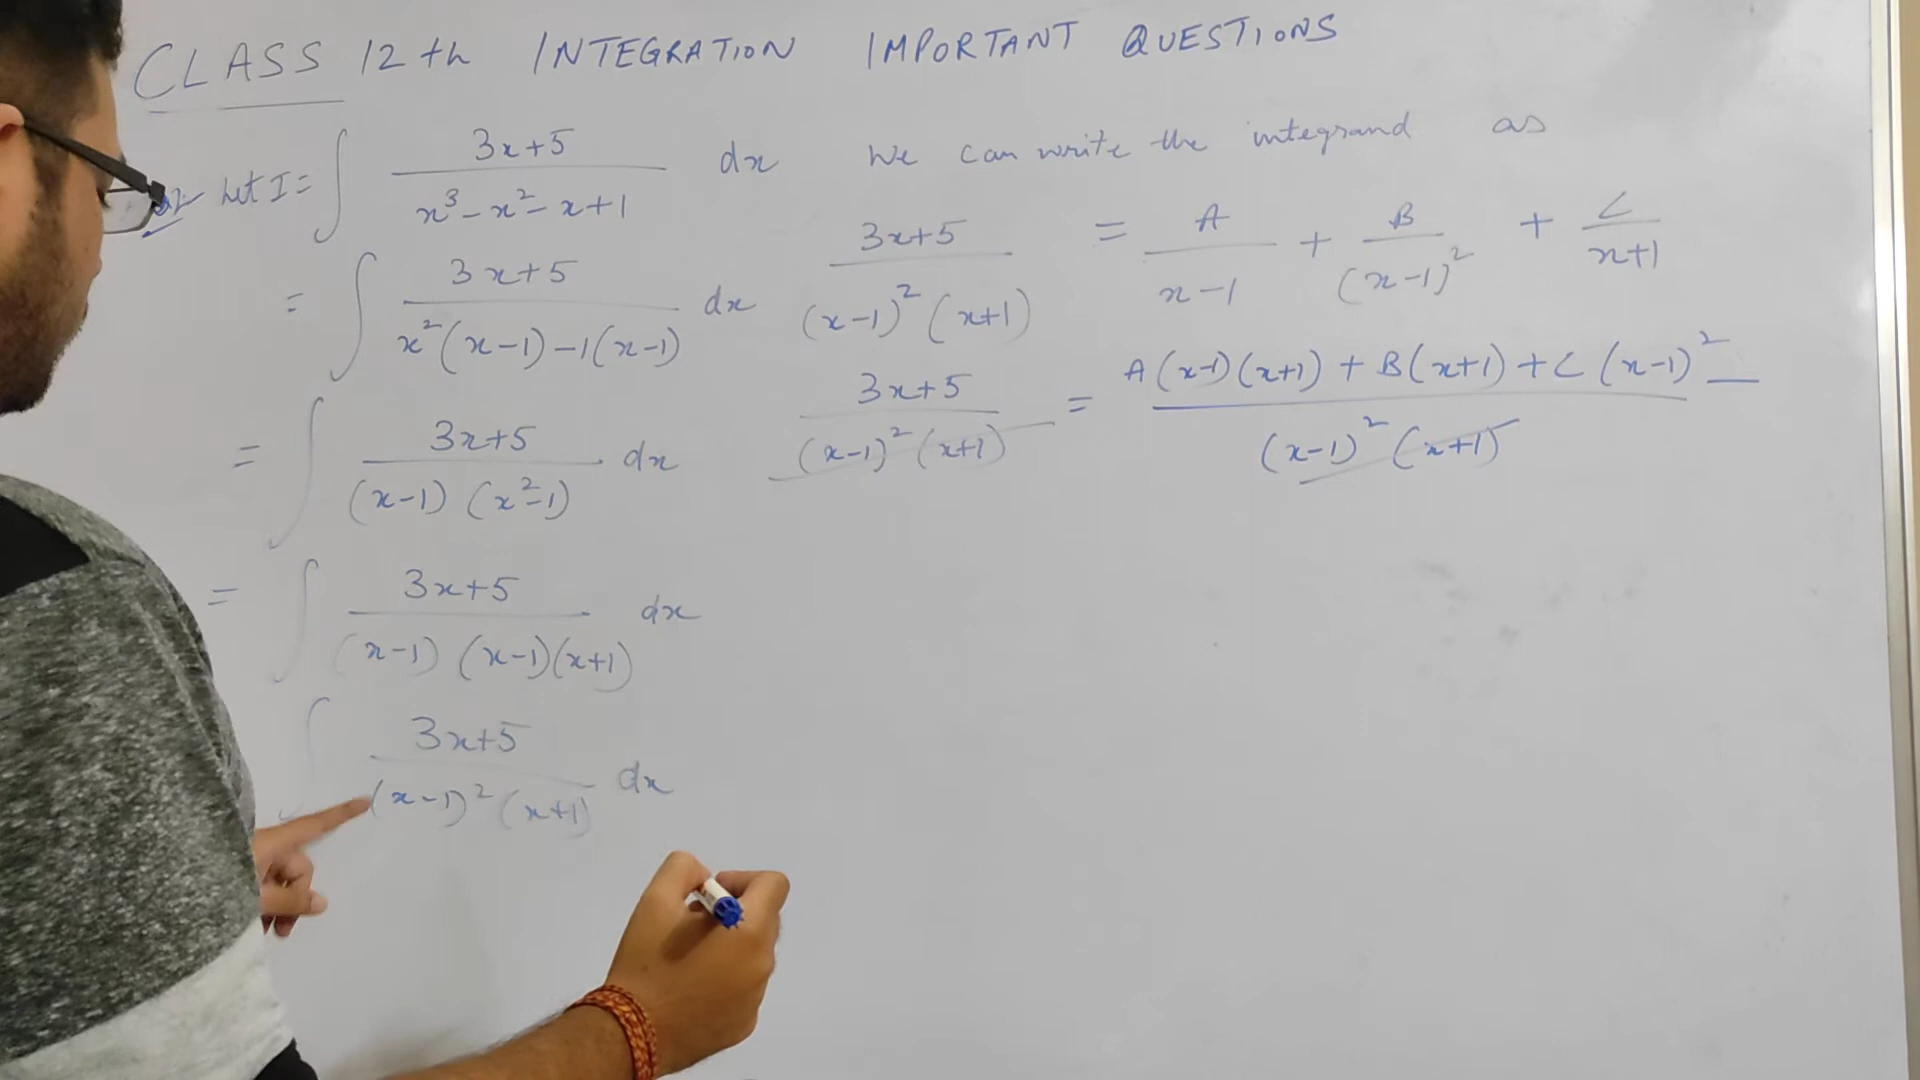 CLASS 12th INTEGRATION IMPORTANT QUESTIONS
Let I = ∫ (3x+5)/(x³-x²-x+1) dx
= ∫ (3x+5)/(x²(x-1)-1(x-1)) dx
= ∫ (3x+5)/((x-1)(x²-1)) dx
= ∫ (3x+5)/((x-1)(x-1)(x+1)) dx
∫ (3x+5)/((x-1)²(x+1)) dx
We can write the integrand as
(3x+5)/((x-1)²(x+1)) = A/(x-1) + B/(x-1)² + C/(x+1)
(3x+5)/((x-1)²(x+1)) = (A(x-1)(x+1)+B(x+1)+C(x-1)²)/((x-1)²(x+1))